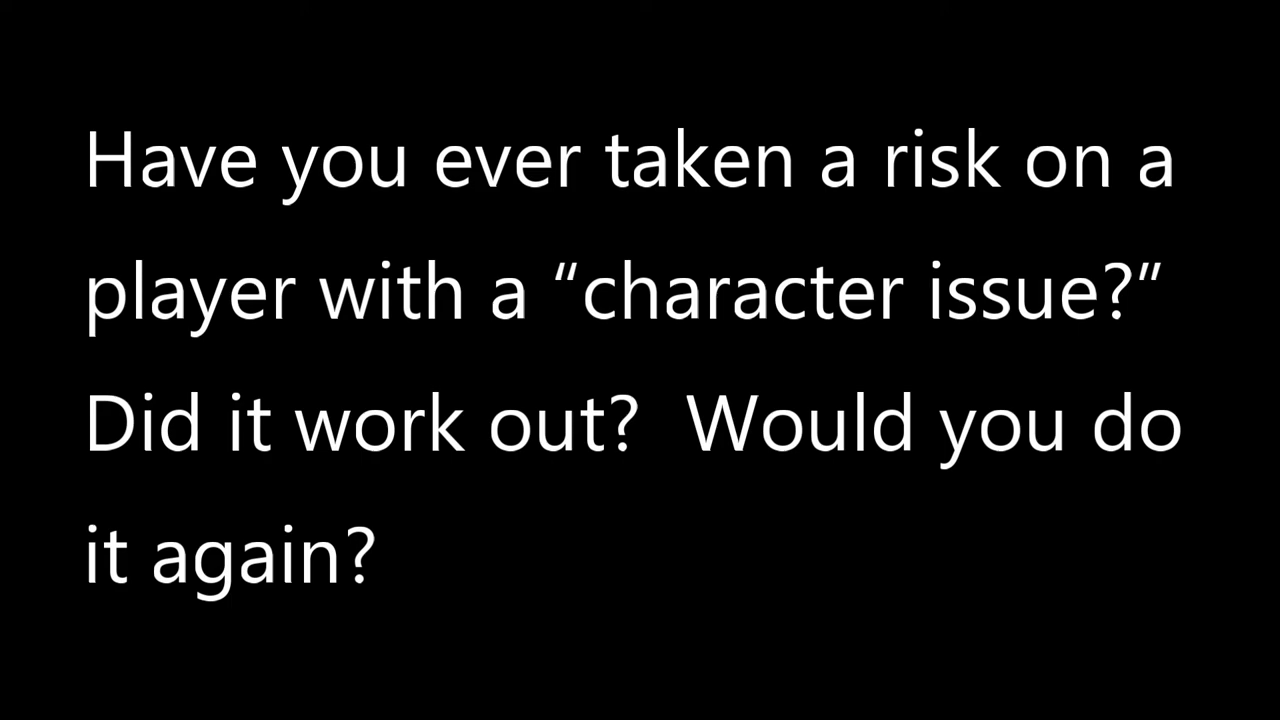 Have you ever taken a risk on a
player with a “character issue?”
Did it work out?  Would you do
it again?